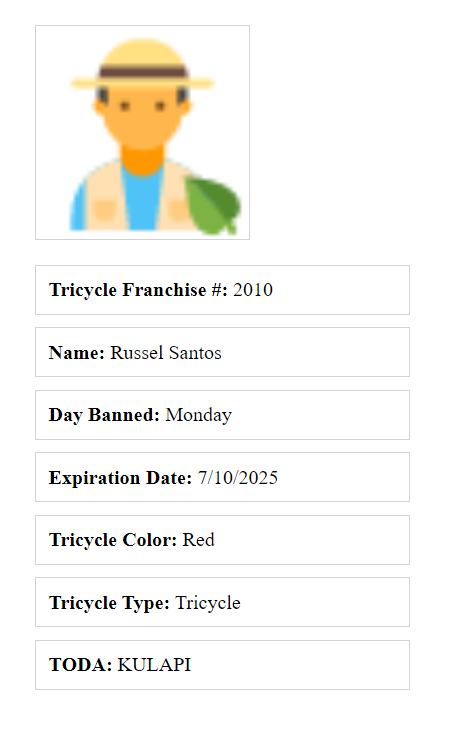 Tricycle Franchise #: 2010
Name: Russel Santos
Day Banned: Monday
Expiration Date: 7/10/2025
Tricycle Color: Red
Tricycle Type: Tricycle
TODA: KULAPI